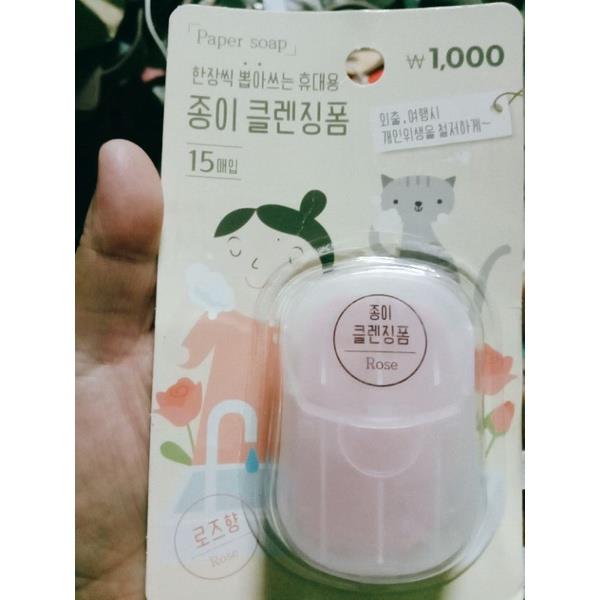 Paper soap
₩1,000
한장씩 뽑아쓰는 휴대용
종이 클렌징폼
15매입
외출, 여행시
개인위생을 철저하게~
종이
클렌징폼
Rose
로즈향
Rose